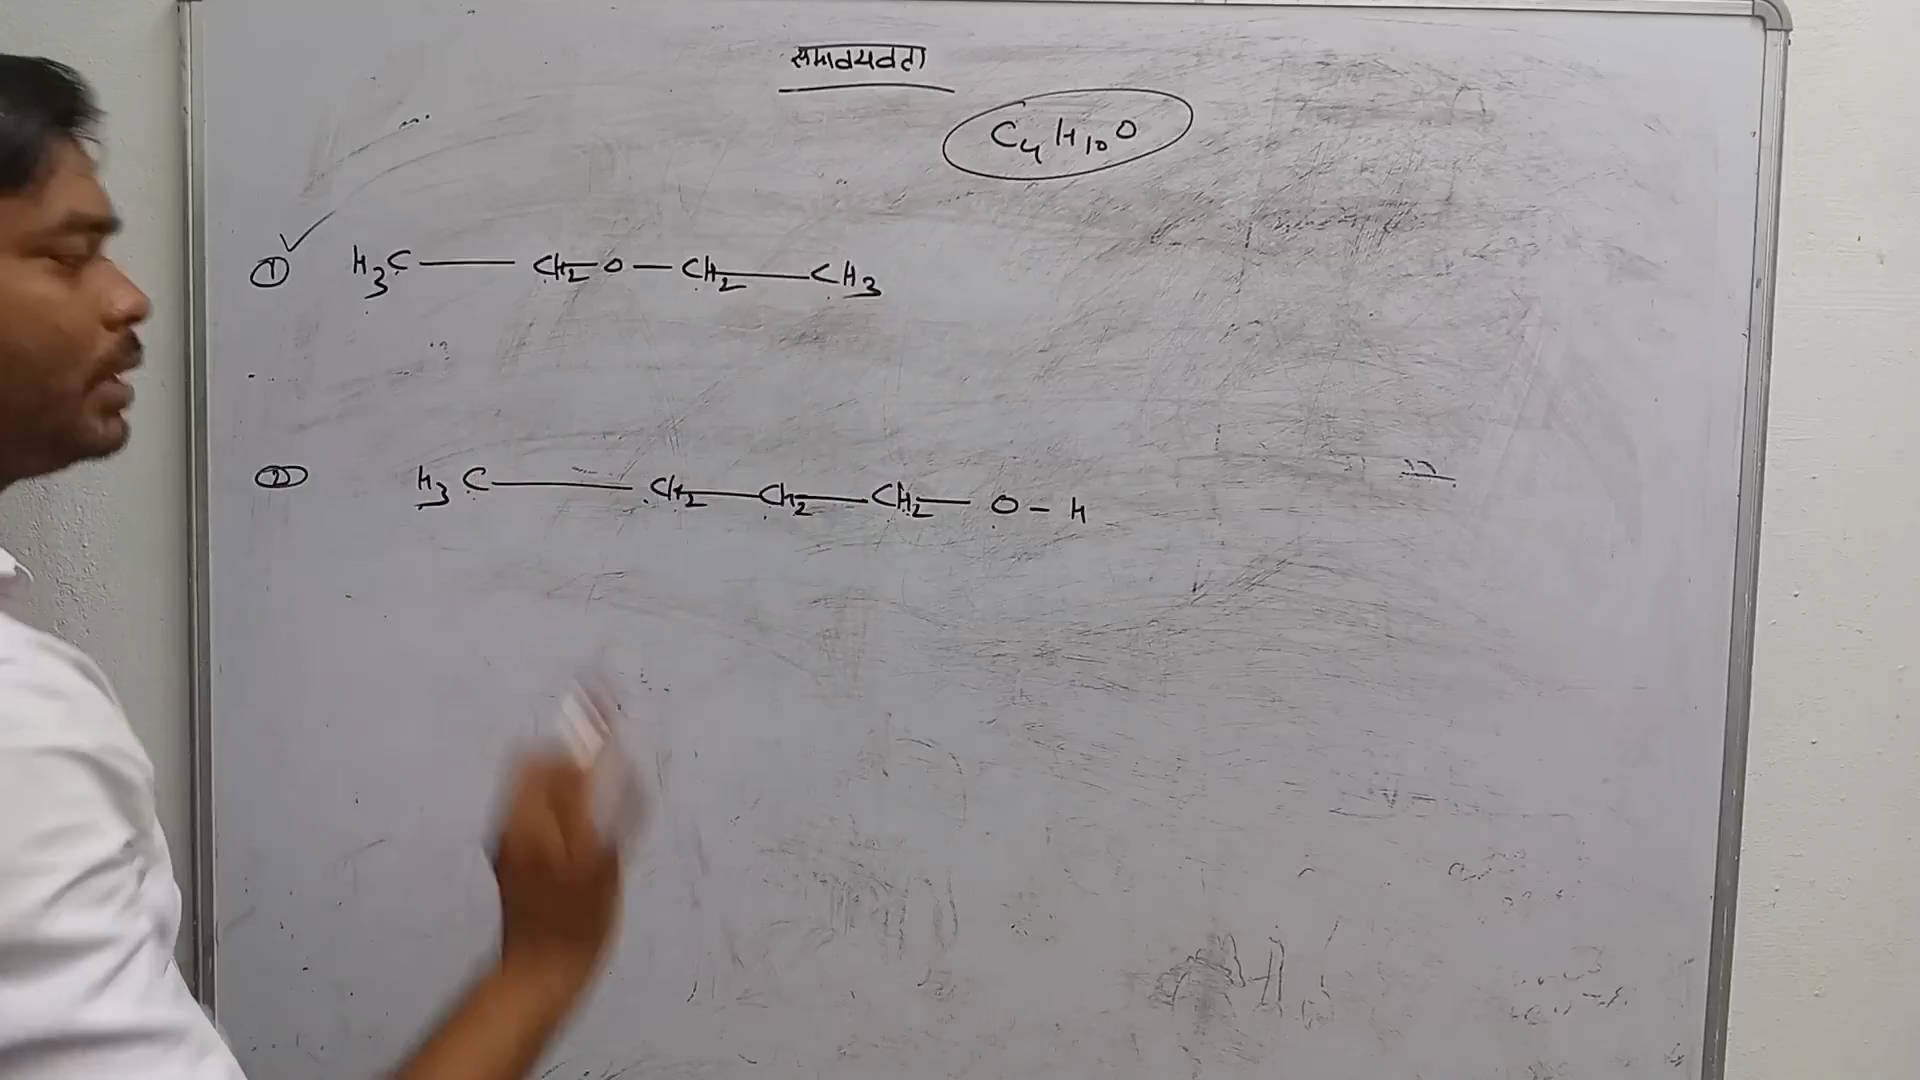 समावयवता
C₄H₁₀O
① H₃C — CH₂ — O — CH₂ — CH₃
② H₃C — CH₂ — CH₂ — CH₂ — O — H